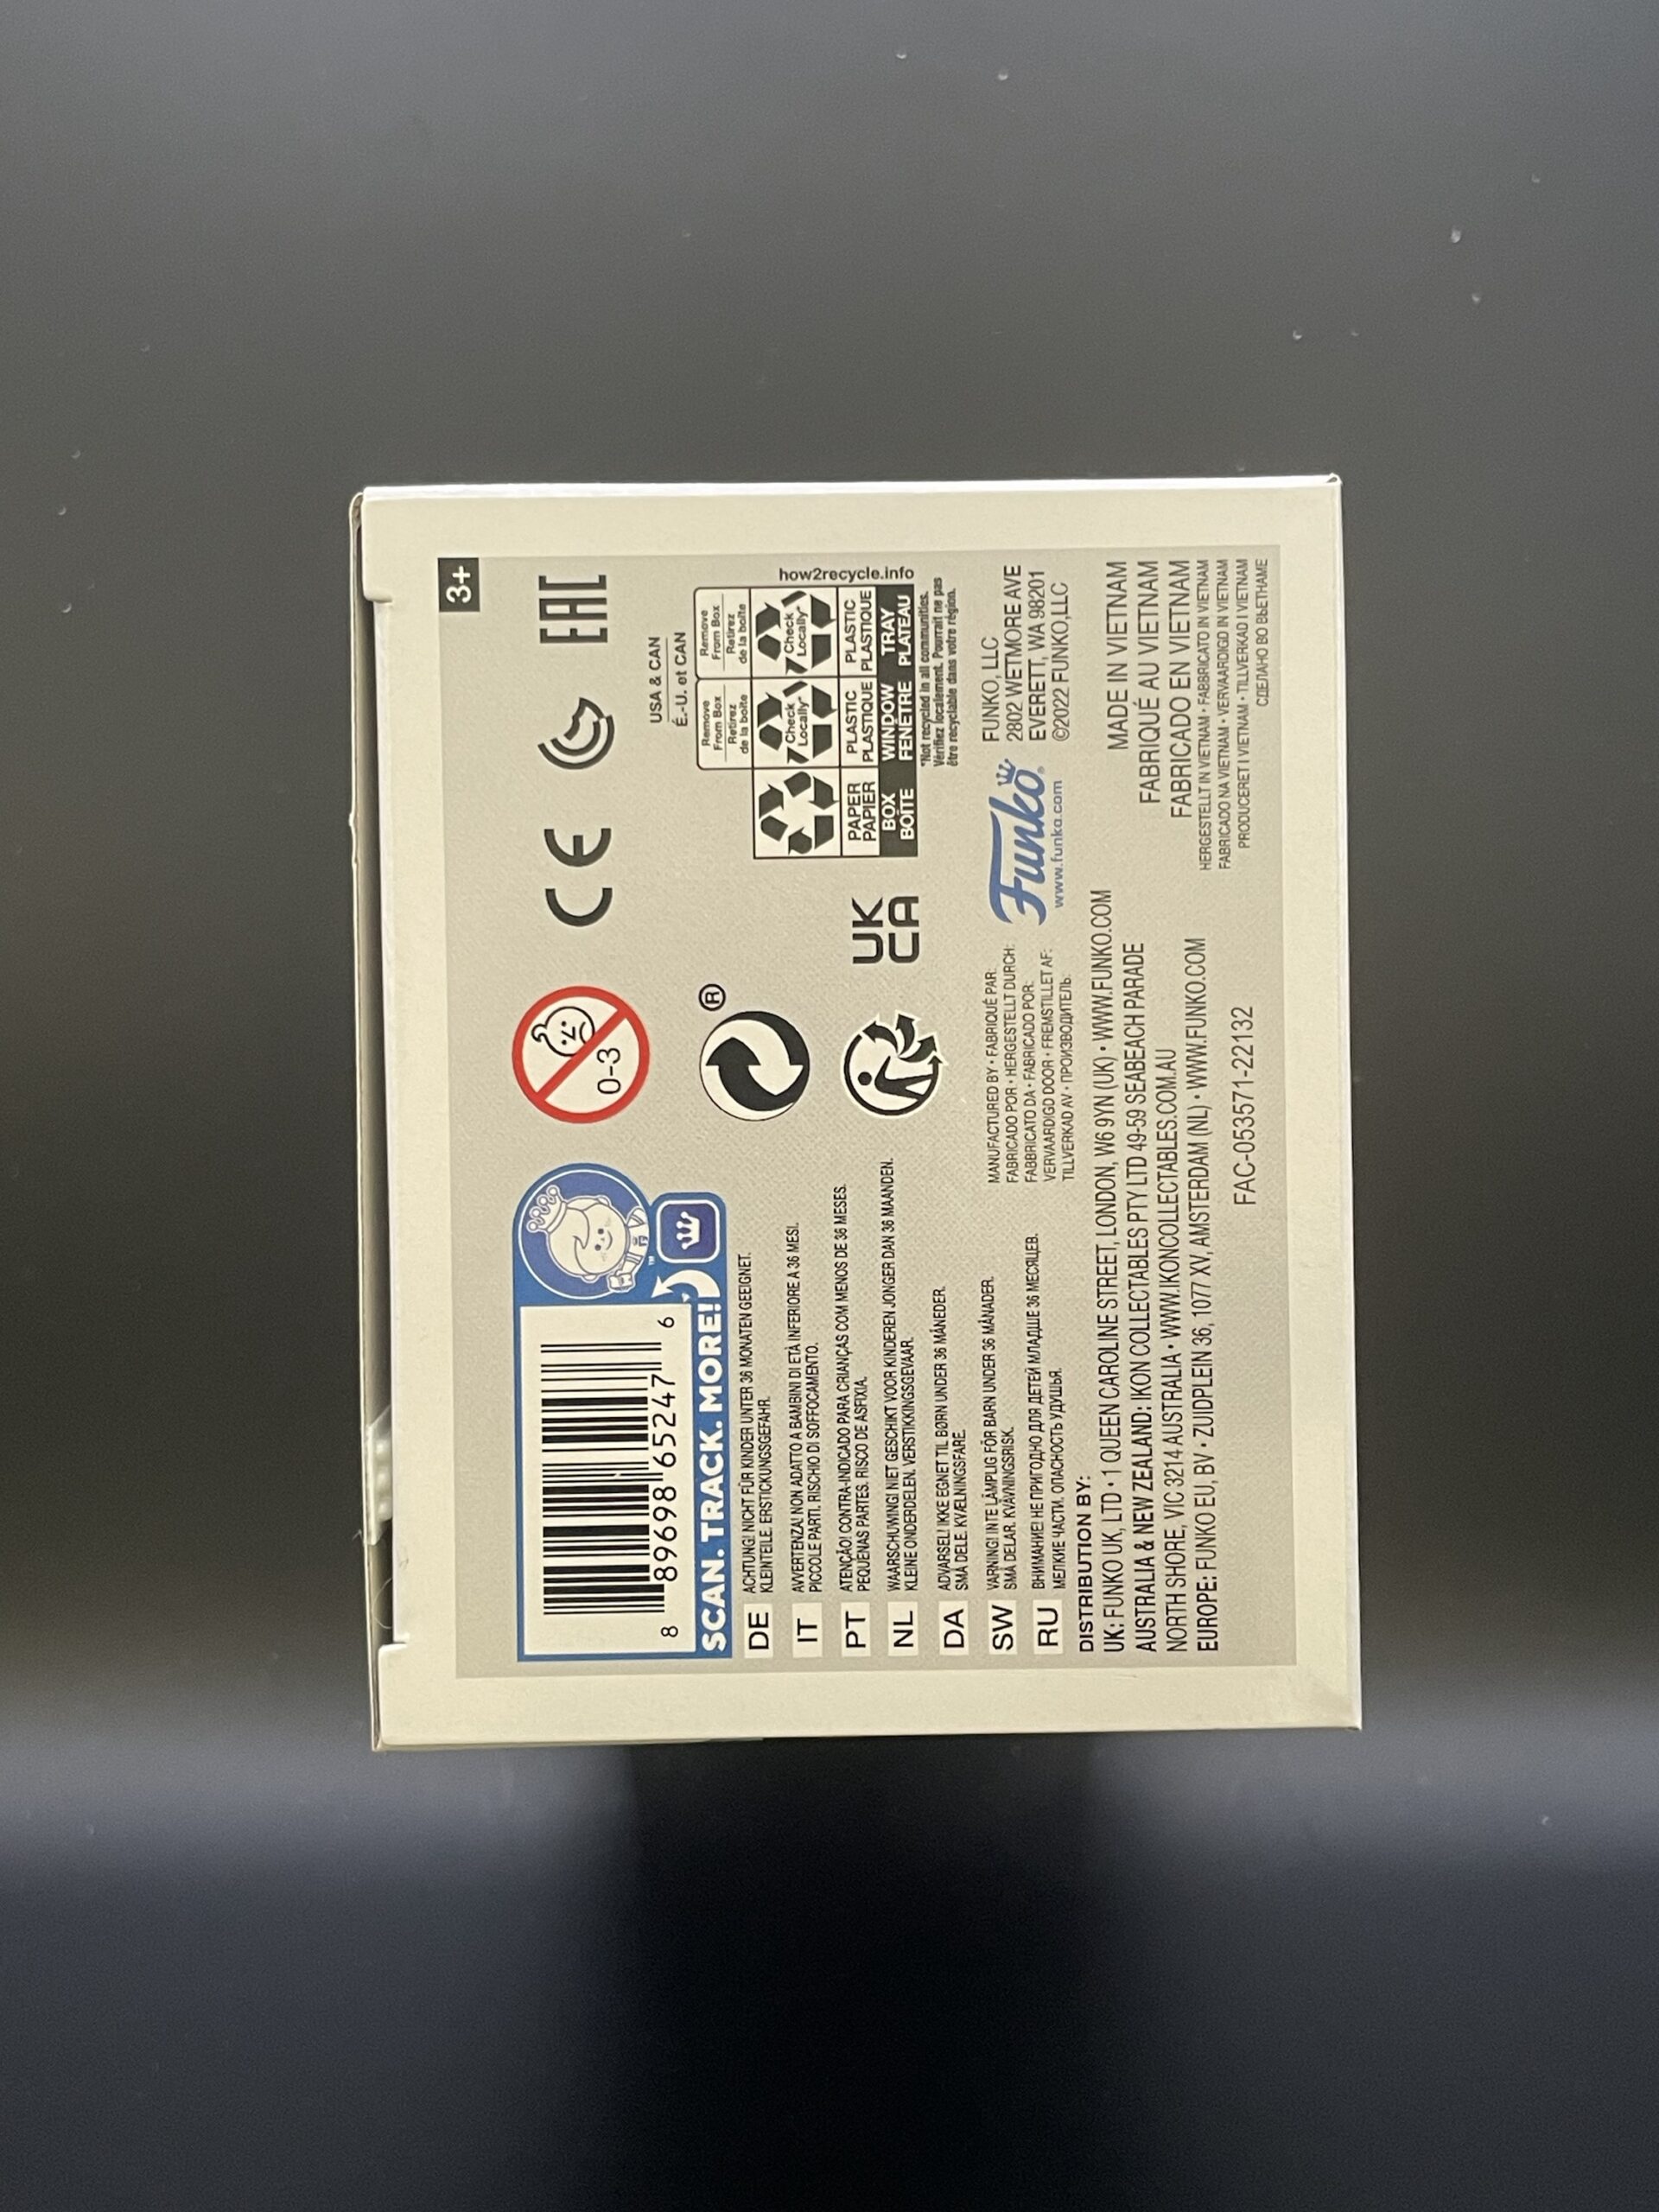 3+
8 89698 65247 6
SCAN. TRACK. MORE!
™
0-3
CE
EAC
®
UK
CA
USA & CAN
É.-U. et CAN
Remove
From Box
Retirez
de la boîte
Remove
From Box
Retirez
de la boîte
Check
Locally*
Check
Locally*
PAPER
PAPIER
PLASTIC
PLASTIQUE
PLASTIC
PLASTIQUE
BOX
BOÎTE
WINDOW
FENÊTRE
TRAY
PLATEAU
how2recycle.info
*Not recycled in all communities.
Vérifiez localement. Pourrait ne pas
être recyclable dans votre région.
DE ACHTUNG! NICHT FÜR KINDER UNTER 36 MONATEN GEEIGNET.
KLEINTEILE. ERSTICKUNGSGEFAHR.
IT AVVERTENZA! NON ADATTO A BAMBINI DI ETÀ INFERIORE A 36 MESI.
PICCOLE PARTI. RISCHIO DI SOFFOCAMENTO.
PT ATENÇÃO! CONTRA-INDICADO PARA CRIANÇAS COM MENOS DE 36 MESES.
PEQUENAS PARTES. RISCO DE ASFIXIA.
NL WAARSCHUWING! NIET GESCHIKT VOOR KINDEREN JONGER DAN 36 MAANDEN.
KLEINE ONDERDELEN. VERSTIKKINGSGEVAAR.
DA ADVARSEL! IKKE EGNET TIL BØRN UNDER 36 MÅNEDER.
SMÅ DELE. KVÆLNINGSFARE.
SW VARNING! INTE LÄMPLIG FÖR BARN UNDER 36 MÅNADER.
SMÅ DELAR. KVÄVNINGSRISK.
RU ВНИМАНИЕ! НЕ ПРИГОДНО ДЛЯ ДЕТЕЙ МЛАДШЕ 36 МЕСЯЦЕВ.
МЕЛКИЕ ЧАСТИ. ОПАСНОСТЬ УДУШЬЯ.
MANUFACTURED BY • FABRIQUÉ PAR:
FABRICADO POR • HERGESTELLT DURCH:
FABBRICATO DA • FABRICADO POR:
VERVAARDIGD DOOR • FREMSTILLET AF:
TILLVERKAD AV • ПРОИЗВОДИТЕЛЬ:
Funko®
www.funko.com
FUNKO, LLC
2802 WETMORE AVE
EVERETT, WA 98201
©2022 FUNKO,LLC
DISTRIBUTION BY:
UK: FUNKO UK, LTD • 1 QUEEN CAROLINE STREET, LONDON, W6 9YN (UK) • WWW.FUNKO.COM
AUSTRALIA & NEW ZEALAND: IKON COLLECTABLES PTY LTD 49-59 SEABEACH PARADE
NORTH SHORE, VIC 3214 AUSTRALIA • WWW.IKONCOLLECTABLES.COM.AU
EUROPE: FUNKO EU, BV • ZUIDPLEIN 36, 1077 XV, AMSTERDAM (NL) • WWW.FUNKO.COM
MADE IN VIETNAM
FABRIQUÉ AU VIETNAM
FABRICADO EN VIETNAM
HERGESTELLT IN VIETNAM • FABBRICATO IN VIETNAM
FABRICADO NA VIETNAM • VERVAARDIGD IN VIETNAM
PRODUCERET I VIETNAM • TILLVERKAD I VIETNAM
СДЕЛАНО ВО ВЬЕТНАМЕ
FAC-053571-22132